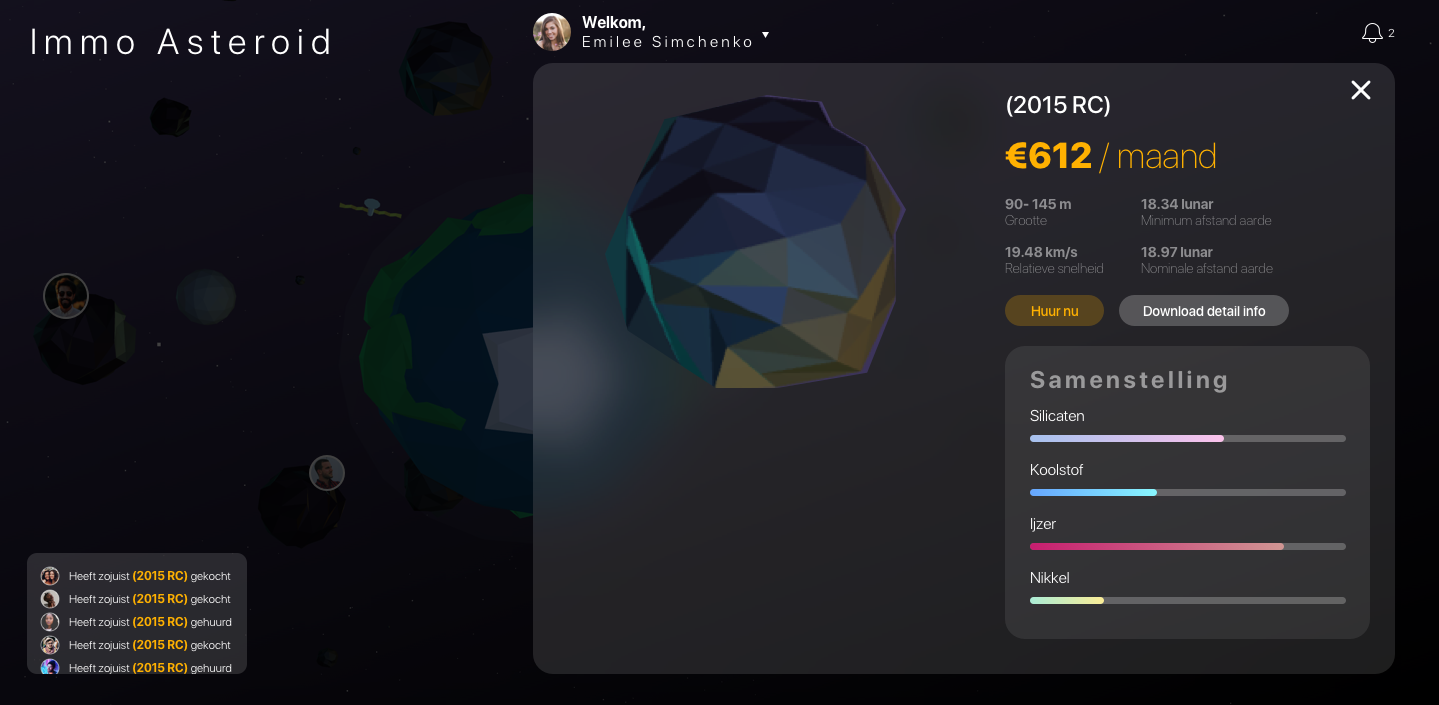 Immo Asteroid
Welkom,
Emilee Simchenko
2
(2015 RC)
€612 / maand
90- 145 m
Grootte
18.34 lunar
Minimum afstand aarde
19.48 km/s
Relatieve snelheid
18.97 lunar
Nominale afstand aarde
Huur nu
Download detail info
Samenstelling
Silicaten
Koolstof
Ijzer
Nikkel
Heeft zojuist (2015 RC) gekocht
Heeft zojuist (2015 RC) gekocht
Heeft zojuist (2015 RC) gehuurd
Heeft zojuist (2015 RC) gekocht
Heeft zojuist (2015 RC) gehuurd